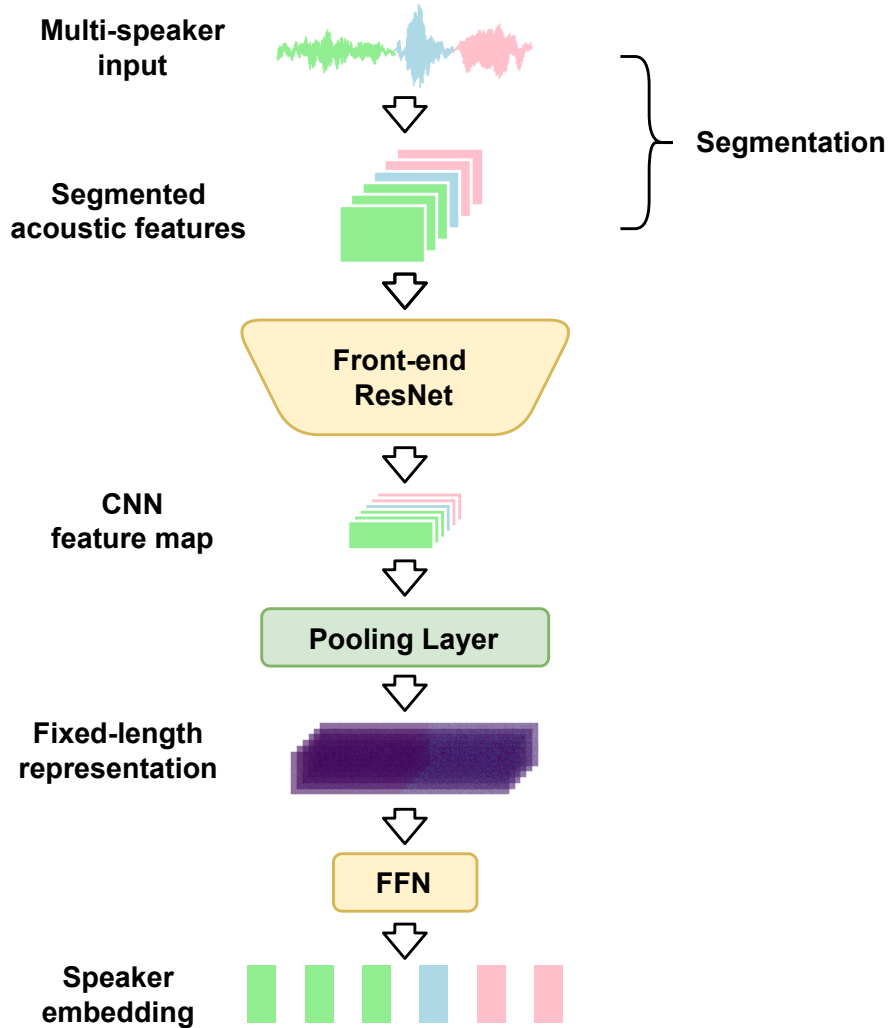 Multi-speaker
input
Segmentation
Segmented
acoustic features
Front-end
ResNet
CNN
feature map
Pooling Layer
Fixed-length
representation
FFN
Speaker
embedding